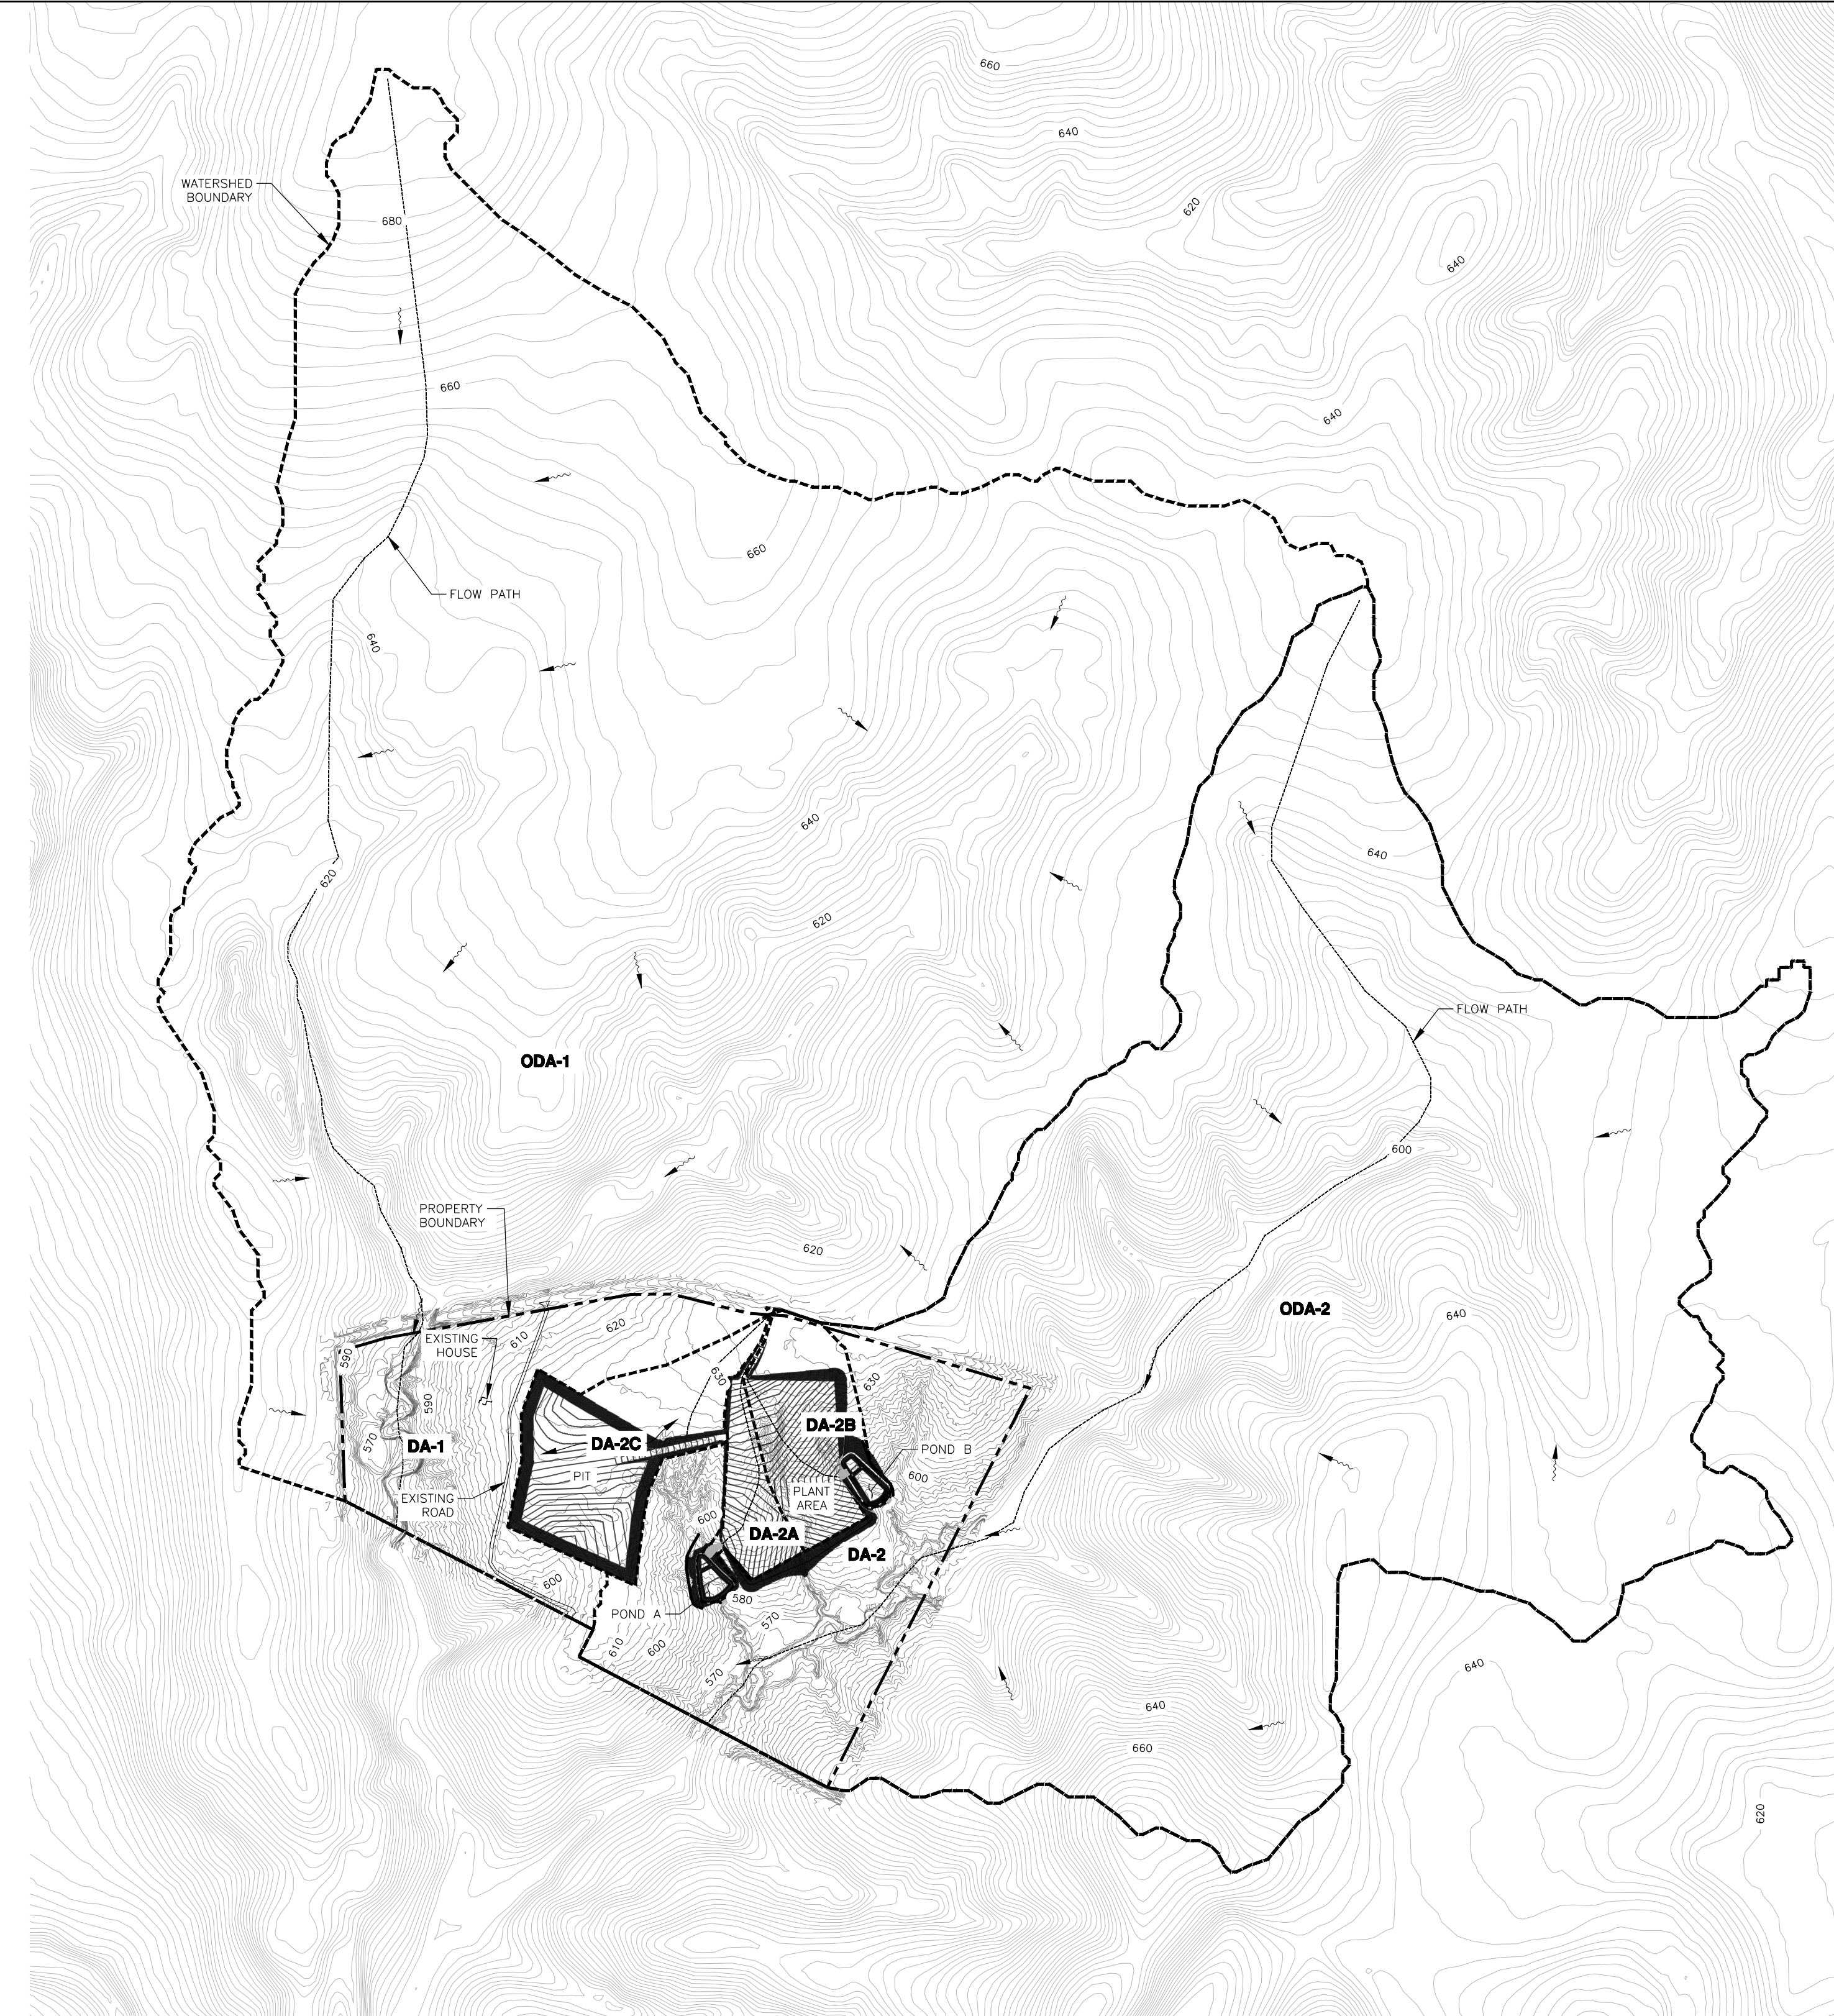 660
640
WATERSHED
BOUNDARY
680
620
640
660
640
660
FLOW PATH
640
640
640
620
620
FLOW PATH
ODA-1
600
PROPERTY
BOUNDARY
620
ODA-2
640
620
610
EXISTING
HOUSE
590
630
630
590
570
DA-1
DA-2C
DA-2B
POND B
PIT
600
PLANT
AREA
EXISTING
ROAD
600
DA-2A
DA-2
600
580
POND A
570
610
600
570
640
640
660
620